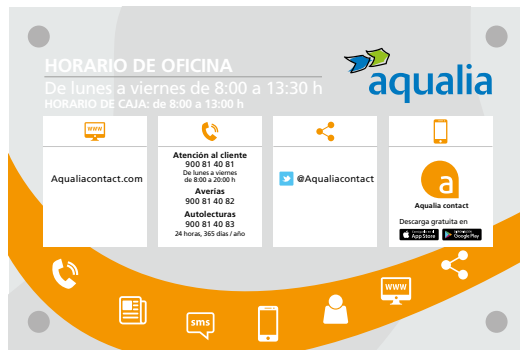 HORARIO DE OFICINA
De lunes a viernes de 8:00 a 13:30 h
HORARIO DE CAJA: de 8:00 a 13:00 h
aqualia
www
Aqualiacontact.com
Atención al cliente
900 81 40 81
De lunes a viernes
de 8:00 a 20:00 h
Averías
900 81 40 82
Autolecturas
900 81 40 83
24 horas, 365 días / año
@Aqualiacontact
a
Aqualia contact
Descarga gratuita en
App Store
Google Play
sms
www